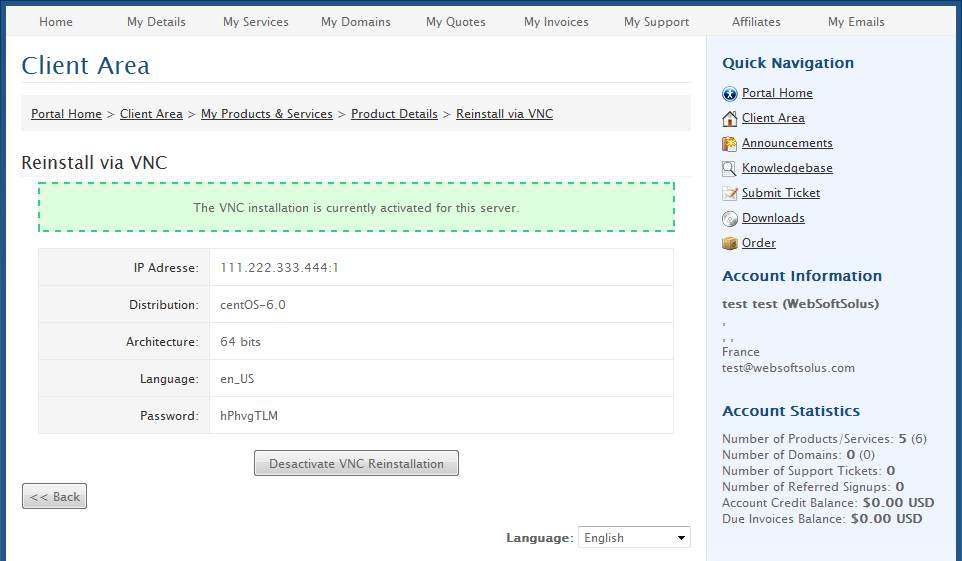 Home My Details My Services My Domains My Quotes My Invoices My Support Affiliates My Emails
Client Area
Portal Home > Client Area > My Products & Services > Product Details > Reinstall via VNC
Reinstall via VNC
The VNC installation is currently activated for this server.
IP Adresse: 111.222.333.444:1
Distribution: centOS-6.0
Architecture: 64 bits
Language: en_US
Password: hPhvgTLM
Desactivate VNC Reinstallation
<< Back
Language: English
Quick Navigation
Portal Home
Client Area
Announcements
Knowledgebase
Submit Ticket
Downloads
Order
Account Information
test test (WebSoftSolus)
,
, ,
France
test@websoftsolus.com
Account Statistics
Number of Products/Services: 5 (6)
Number of Domains: 0 (0)
Number of Support Tickets: 0
Number of Referred Signups: 0
Account Credit Balance: $0.00 USD
Due Invoices Balance: $0.00 USD